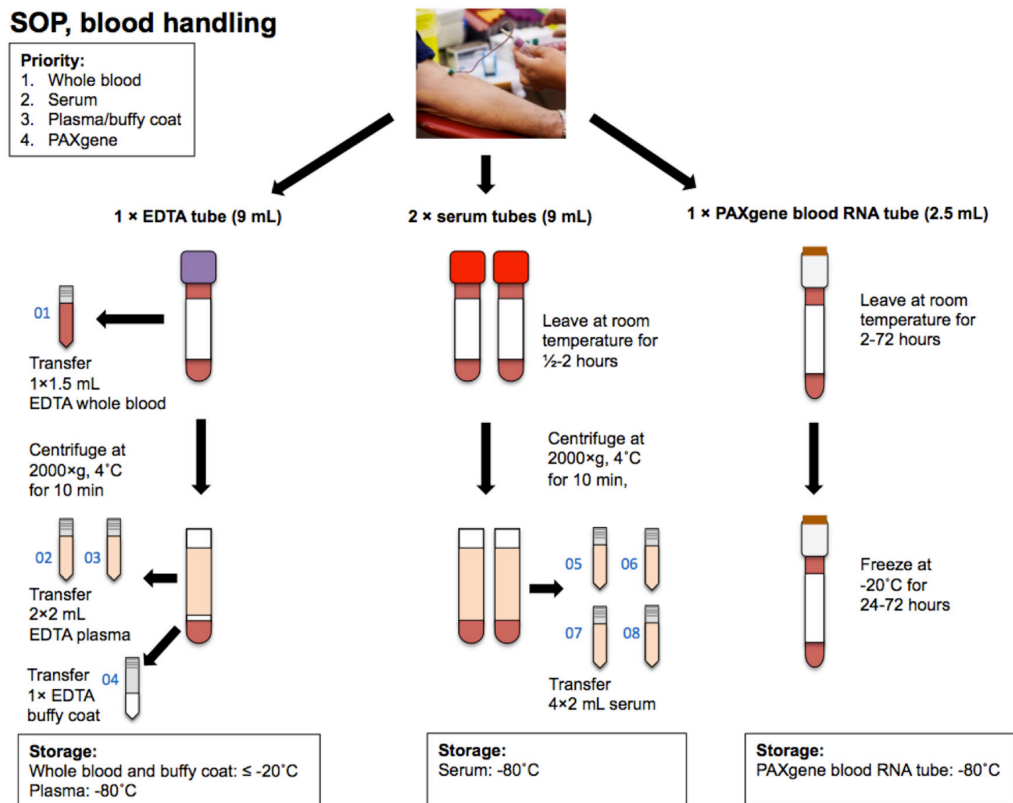 SOP, blood handling
Priority:
1. Whole blood
2. Serum
3. Plasma/buffy coat
4. PAXgene
1 × EDTA tube (9 mL)
01
Transfer
1×1.5 mL
EDTA whole blood
Centrifuge at
2000×g, 4˚C
for 10 min
02
03
Transfer
2×2 mL
EDTA plasma
Transfer
1× EDTA
buffy coat
04
Storage:
Whole blood and buffy coat: ≤ -20˚C
Plasma: -80˚C
2 × serum tubes (9 mL)
Leave at room
temperature for
½-2 hours
Centrifuge at
2000×g, 4˚C
for 10 min,
05
06
07
08
Transfer
4×2 mL serum
Storage:
Serum: -80˚C
1 × PAXgene blood RNA tube (2.5 mL)
Leave at room
temperature for
2-72 hours
Freeze at
-20˚C for
24-72 hours
Storage:
PAXgene blood RNA tube: -80˚C